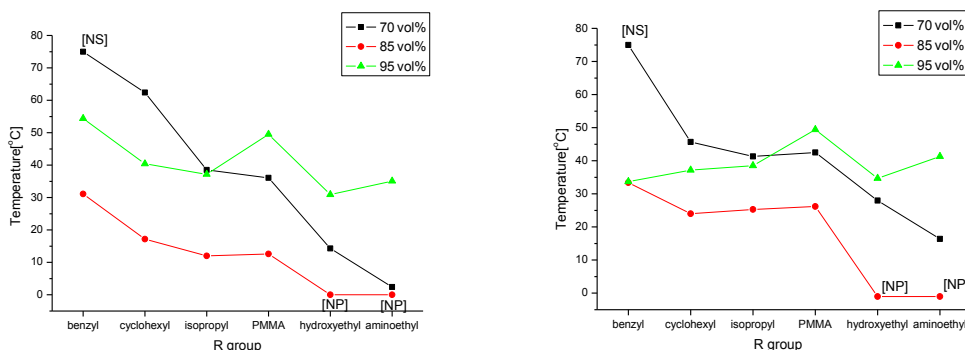 [NS]
70 vol%
85 vol%
95 vol%
80
70
60
50
40
30
20
10
0
Temperature[°C]
[NP]
[NP]
benzyl cyclohexyl isopropyl PMMA hydroxyethyl aminoethyl
R group
[NS]
70 vol%
85 vol%
95 vol%
80
70
60
50
40
30
20
10
0
Temperature[°C]
[NP]
[NP
benzyl cyclohexyl isopropyl PMMA hydroxyethyl aminoethyl
R group